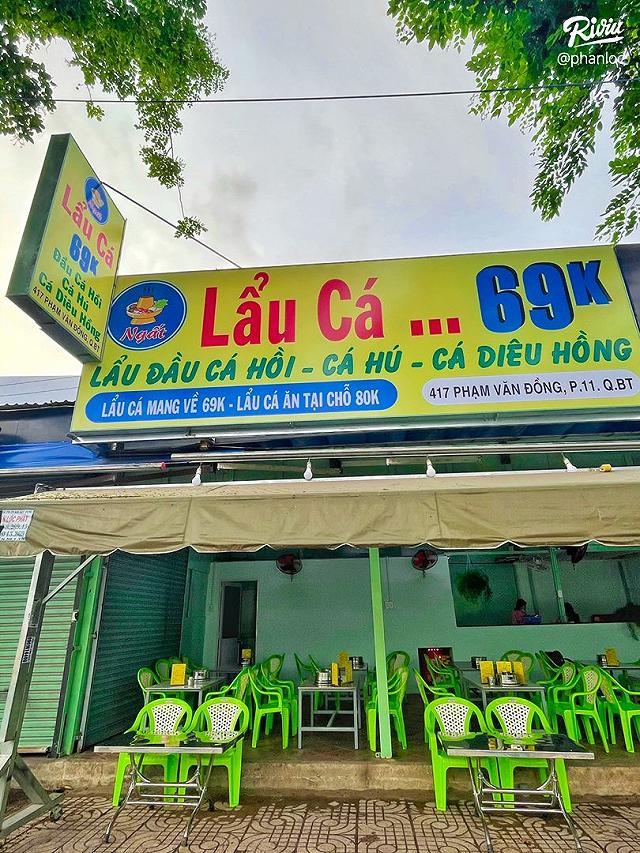 Riviu
@phanloc
Lẩu Cá
69K
Đầu Cá Hồi
Cá Hú
Cá Diêu Hồng
417 PHẠM VĂN ĐỒNG, Q.BT
Ngất
Lẩu Cá ... 69K
LẨU ĐẦU CÁ HỒI - CÁ HÚ - CÁ DIÊU HỒNG
LẨU CÁ MANG VỀ 69K - LẨU CÁ ĂN TẠI CHỖ 80K
417 PHẠM VĂN ĐỒNG, P.11. Q.BT